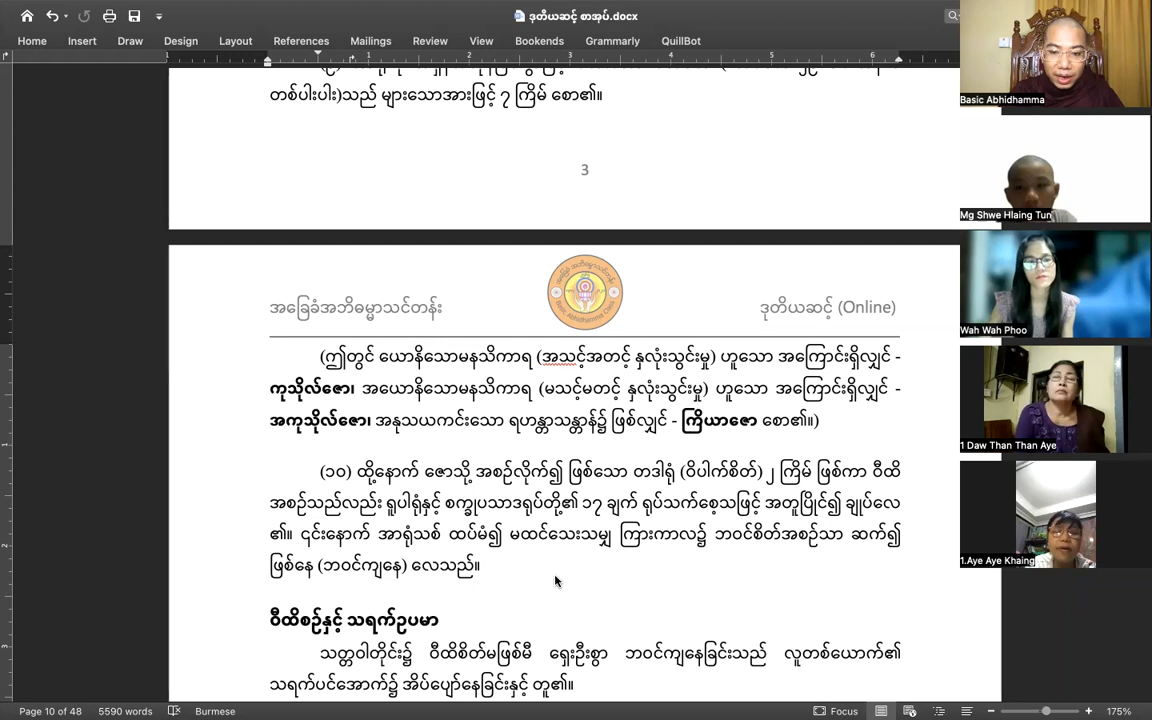 ဒုတိယဆင့် စာအုပ်.docx
Home Insert Draw Design Layout References Mailings Review View Bookends Grammarly QuillBot
1 1 2 3 4 5 6
တစ်ပါးပါး)သည် များသောအားဖြင့် ၇ ကြိမ် စော၏။
3
အခြေခံအဘိဓမ္မာသင်တန်း
Basic Abhidhamma Class
ဒုတိယဆင့် (Online)
(ဤတွင် ယောနိသောမနသိကာရ (အသင့်အတင့် နှလုံးသွင်းမှု) ဟူသော အကြောင်းရှိလျှင် -
ကုသိုလ်ဇော၊ အယောနိသောမနသိကာရ (မသင့်မတင့် နှလုံးသွင်းမှု) ဟူသော အကြောင်းရှိလျှင် -
အကုသိုလ်ဇော၊ အနုသယကင်းသော ရဟန္တာသန္တာန်၌ ဖြစ်လျှင် - ကြိယာဇော စော၏။)
(၁၀) ထို့နောက် ဇောသို့ အစဉ်လိုက်၍ ဖြစ်သော တဒါရုံ (ဝိပါက်စိတ်) ၂ ကြိမ် ဖြစ်ကာ ဝီထိ
အစဉ်သည်လည်း ရူပါရုံနှင့် စက္ခုပသာဒရုပ်တို့၏ ၁၇ ချက် ရုပ်သက်စေ့သဖြင့် အတူပြိုင်၍ ချုပ်လေ
၏။ ၎င်းနောက် အာရုံသစ် ထပ်မံ၍ မထင်သေးသမျှ ကြားကာလ၌ ဘဝင်စိတ်အစဉ်သာ ဆက်၍
ဖြစ်နေ (ဘဝင်ကျနေ) လေသည်။
ဝီထိစဉ်နှင့် သရက်ဥပမာ
သတ္တဝါတိုင်း၌ ဝီထိစိတ်မဖြစ်မီ ရှေးဦးစွာ ဘဝင်ကျနေခြင်းသည် လူတစ်ယောက်၏
သရက်ပင်အောက်၌ အိပ်ပျော်နေခြင်းနှင့် တူ၏။
1 2 3
Page 10 of 48 5590 words Burmese Focus 175%
Basic Abhidhamma
Mg Shwe Hlaing Tun
Wah Wah Phoo
1 Daw Than Than Aye
1.Aye Aye Khaing